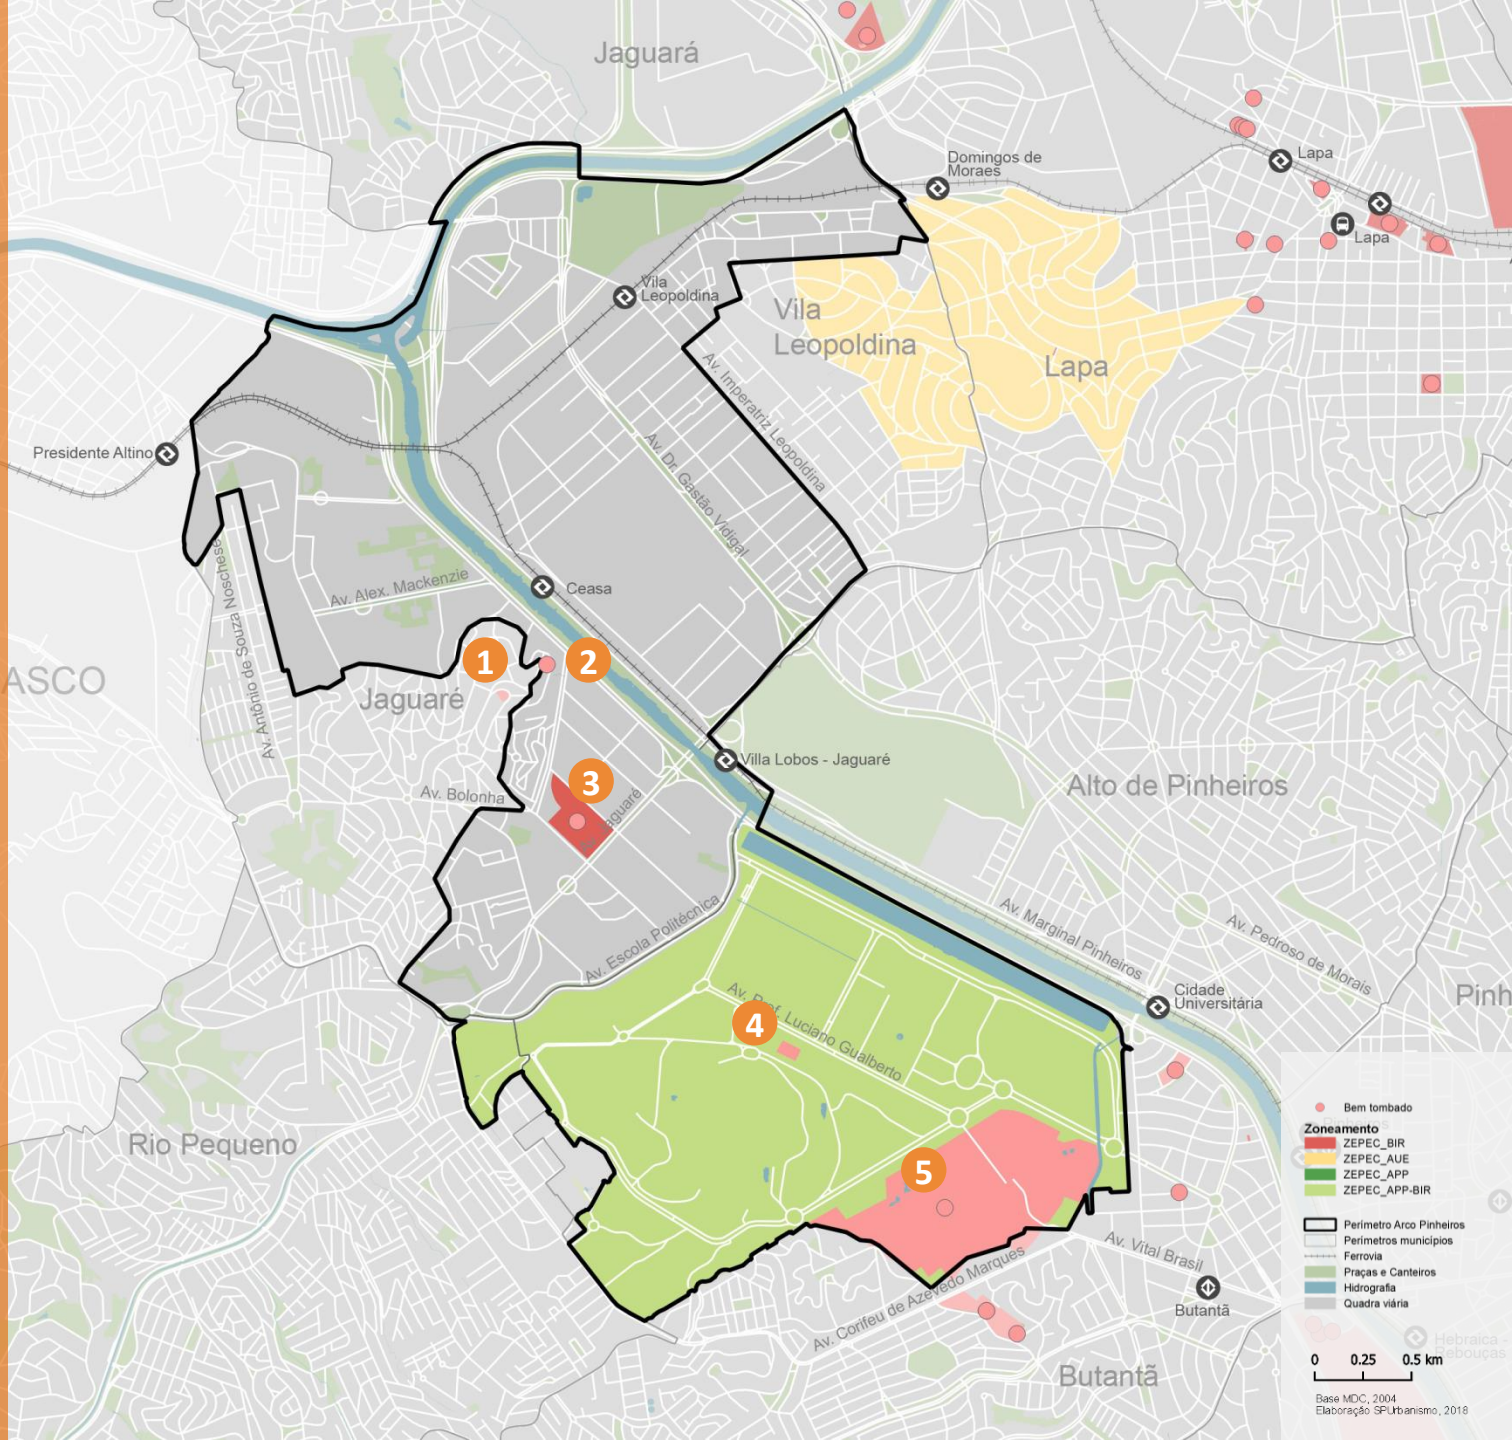 Jaguará
Domingos de
Moraes
Lapa
Lapa
Vila
Leopoldina
Vila
Leopoldina
Lapa
Av. Imperatriz Leopoldina
Presidente Altino
Av. Dr. Gastão Vidigal
Av. Alex. Mackenzie
Ceasa
Av. Antônio de Souza Noschese
ASCO
1
2
Jaguaré
Villa Lobos - Jaguaré
3
Av. Bolonha
Alto de Pinheiros
Av. Escola Politécnica
Av. Marginal Pinheiros
Av. Pedroso de Morais
Cidade
Universitária
Pinh
Av. Prof. Luciano Gualberto
4
Rio Pequeno
5
Av. Vital Brasil
Av. Corifeu de Azevedo Marques
Butantã
Butantã
Bem tombado
Zoneamento
ZEPEC_BIR
ZEPEC_AUE
ZEPEC_APP
ZEPEC_APP-BIR
Perímetro Arco Pinheiros
Perímetros municípios
Ferrovia
Praças e Canteiros
Hidrografia
Quadra viária
Hebraica -
Rebouças
0 0.25 0.5 km
Base MDC, 2004
Elaboração SPUrbanismo, 2018